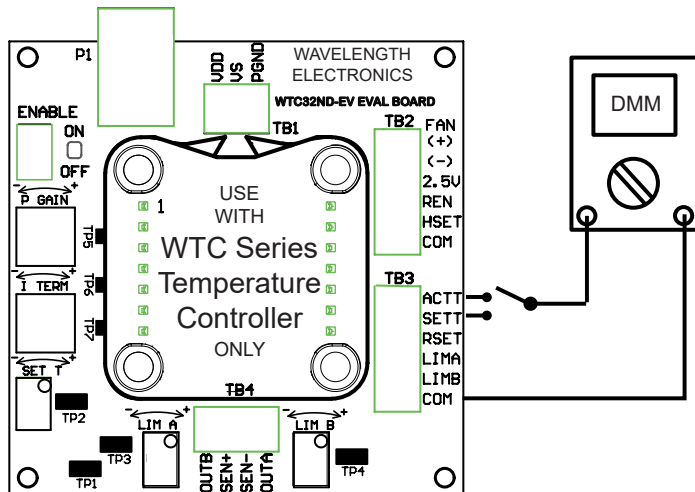 P1
WAVELENGTH
ELECTRONICS
VDD
VS
PGND
WTC32ND-EV EVAL BOARD
TB1
ENABLE
ON
OFF
- +
P GAIN
TP5
- +
I TERM
TP6
TP7
- +
SET T
TP2
TP3
TP1
1
USE
WITH
WTC Series
Temperature
Controller
ONLY
TB4
- +
LIM A
OUTB
SEN+
SEN-
OUTA
- +
LIM B
TP4
TB2
FAN
(+)
(-)
2.5V
REN
HSET
COM
TB3
ACTT
SETT
RSET
LIMA
LIMB
COM
DMM